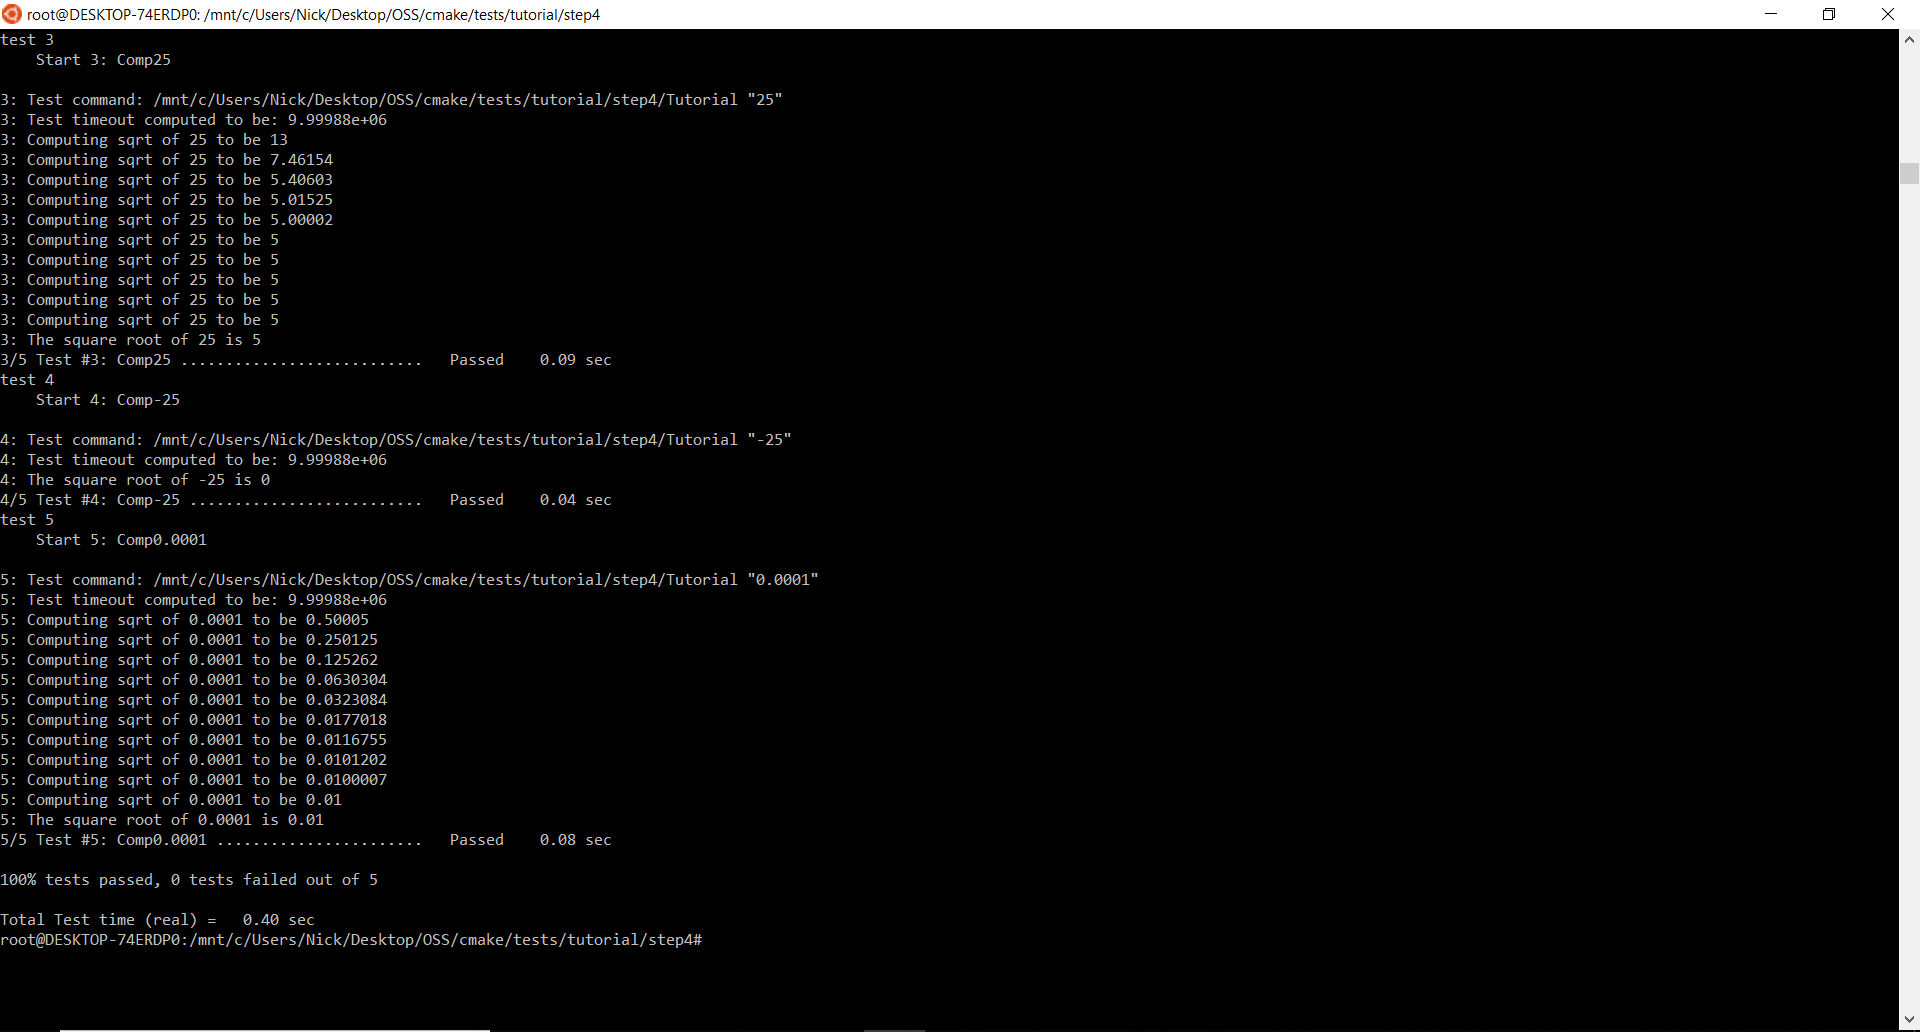 root@DESKTOP-74ERDP0: /mnt/c/Users/Nick/Desktop/OSS/cmake/tests/tutorial/step4
test 3
    Start 3: Comp25

3: Test command: /mnt/c/Users/Nick/Desktop/OSS/cmake/tests/tutorial/step4/Tutorial "25"
3: Test timeout computed to be: 9.99988e+06
3: Computing sqrt of 25 to be 13
3: Computing sqrt of 25 to be 7.46154
3: Computing sqrt of 25 to be 5.40603
3: Computing sqrt of 25 to be 5.01525
3: Computing sqrt of 25 to be 5.00002
3: Computing sqrt of 25 to be 5
3: Computing sqrt of 25 to be 5
3: Computing sqrt of 25 to be 5
3: Computing sqrt of 25 to be 5
3: Computing sqrt of 25 to be 5
3: The square root of 25 is 5
3/5 Test #3: Comp25 ...........................   Passed    0.09 sec
test 4
    Start 4: Comp-25

4: Test command: /mnt/c/Users/Nick/Desktop/OSS/cmake/tests/tutorial/step4/Tutorial "-25"
4: Test timeout computed to be: 9.99988e+06
4: The square root of -25 is 0
4/5 Test #4: Comp-25 ..........................   Passed    0.04 sec
test 5
    Start 5: Comp0.0001

5: Test command: /mnt/c/Users/Nick/Desktop/OSS/cmake/tests/tutorial/step4/Tutorial "0.0001"
5: Test timeout computed to be: 9.99988e+06
5: Computing sqrt of 0.0001 to be 0.50005
5: Computing sqrt of 0.0001 to be 0.250125
5: Computing sqrt of 0.0001 to be 0.125262
5: Computing sqrt of 0.0001 to be 0.0630304
5: Computing sqrt of 0.0001 to be 0.0323084
5: Computing sqrt of 0.0001 to be 0.0177018
5: Computing sqrt of 0.0001 to be 0.0116755
5: Computing sqrt of 0.0001 to be 0.0101202
5: Computing sqrt of 0.0001 to be 0.0100007
5: Computing sqrt of 0.0001 to be 0.01
5: The square root of 0.0001 is 0.01
5/5 Test #5: Comp0.0001 .......................   Passed    0.08 sec

100% tests passed, 0 tests failed out of 5

Total Test time (real) =   0.40 sec
root@DESKTOP-74ERDP0:/mnt/c/Users/Nick/Desktop/OSS/cmake/tests/tutorial/step4#